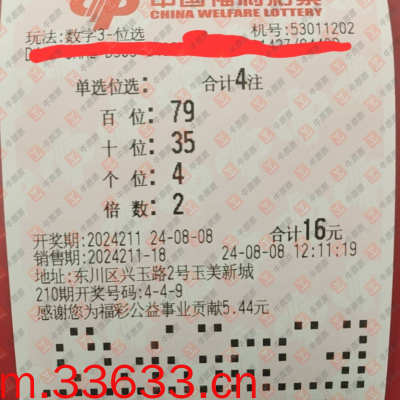 中国福利彩票
CHINA WELFARE LOTTERY
玩法:数字3-位选 机号:53011202
单选位选: 合计4注
百位: 79
十位: 35
个位: 4
倍数: 2
开奖期:2024211 24-08-08 合计16元
销售期:2024211-18 24-08-08 12:11:19
地址:东川区兴玉路2号玉美新城
210期开奖号码:4-4-9
感谢您为福彩公益事业贡献5.44元
m.33633.cn